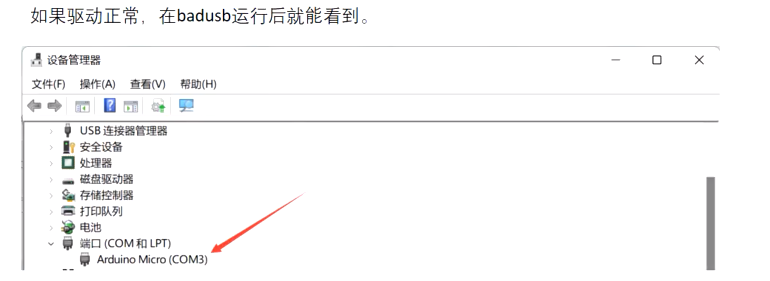 如果驱动正常，在badusb运行后就能看到。
设备管理器
文件(F) 操作(A) 查看(V) 帮助(H)
USB 连接器管理器
安全设备
处理器
磁盘驱动器
存储控制器
打印队列
电池
端口 (COM 和 LPT)
Arduino Micro (COM3)